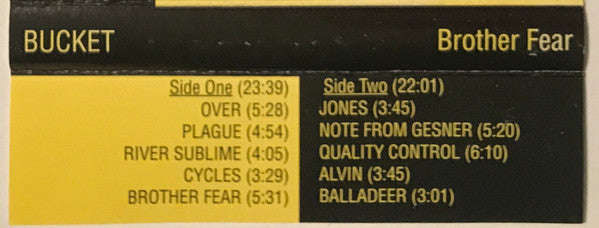 BUCKET Brother Fear
Side One (23:39)
OVER (5:28)
PLAGUE (4:54)
RIVER SUBLIME (4:05)
CYCLES (3:29)
BROTHER FEAR (5:31)
Side Two (22:01)
JONES (3:45)
NOTE FROM GESNER (5:20)
QUALITY CONTROL (6:10)
ALVIN (3:45)
BALLADEER (3:01)